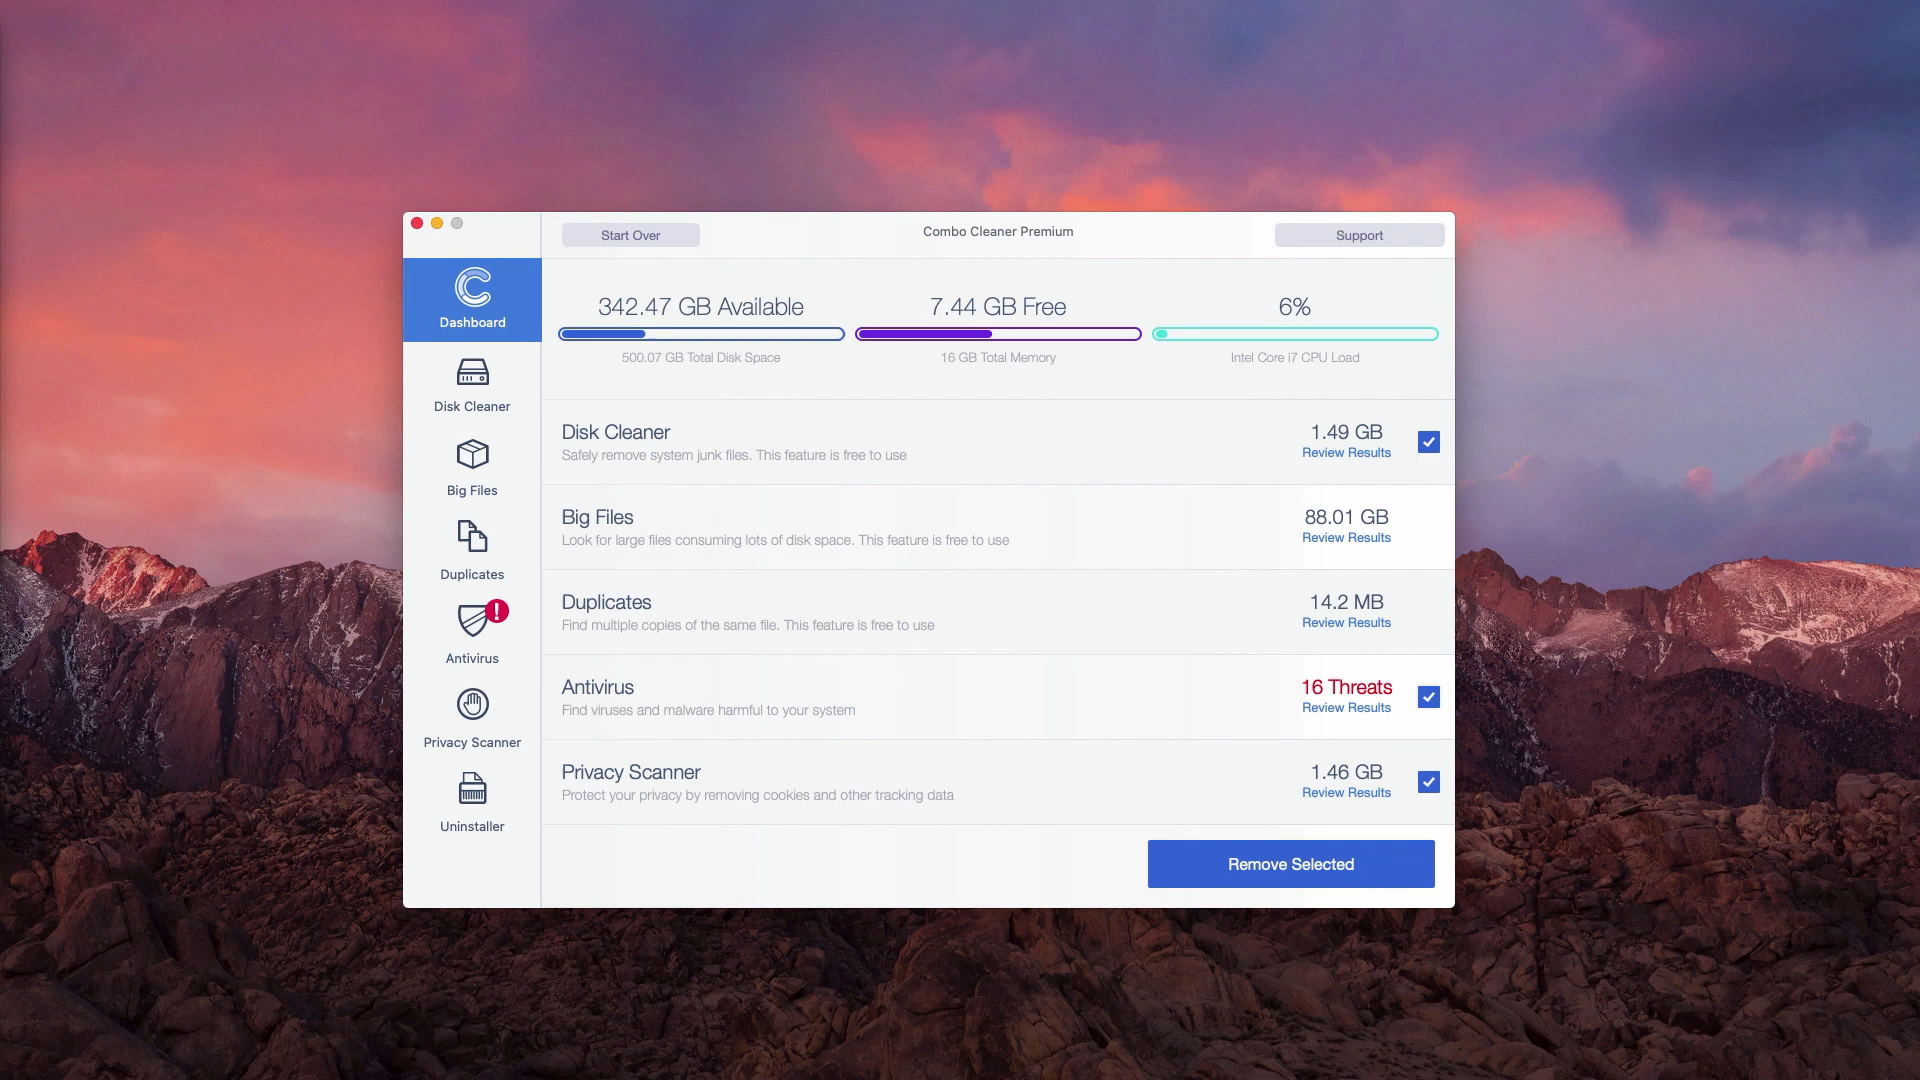 Start Over
Combo Cleaner Premium
Support
Dashboard
Disk Cleaner
Big Files
Duplicates
Antivirus
Privacy Scanner
Uninstaller
342.47 GB Available
500.07 GB Total Disk Space
7.44 GB Free
16 GB Total Memory
6%
Intel Core i7 CPU Load
Disk Cleaner
Safely remove system junk files. This feature is free to use
1.49 GB
Review Results
Big Files
Look for large files consuming lots of disk space. This feature is free to use
88.01 GB
Review Results
Duplicates
Find multiple copies of the same file. This feature is free to use
14.2 MB
Review Results
Antivirus
Find viruses and malware harmful to your system
16 Threats
Review Results
Privacy Scanner
Protect your privacy by removing cookies and other tracking data
1.46 GB
Review Results
Remove Selected